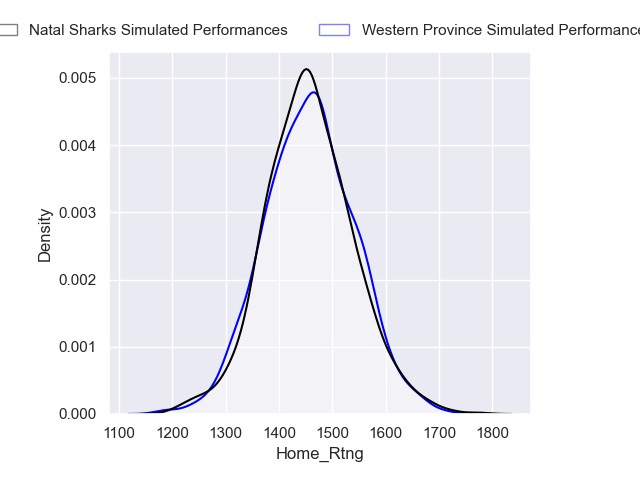 Natal Sharks Simulated Performances Western Province Simulated Performance
0.005
0.004
0.003
0.002
0.001
0.000
Density
1100 1200 1300 1400 1500 1600 1700 1800
Home_Rtng